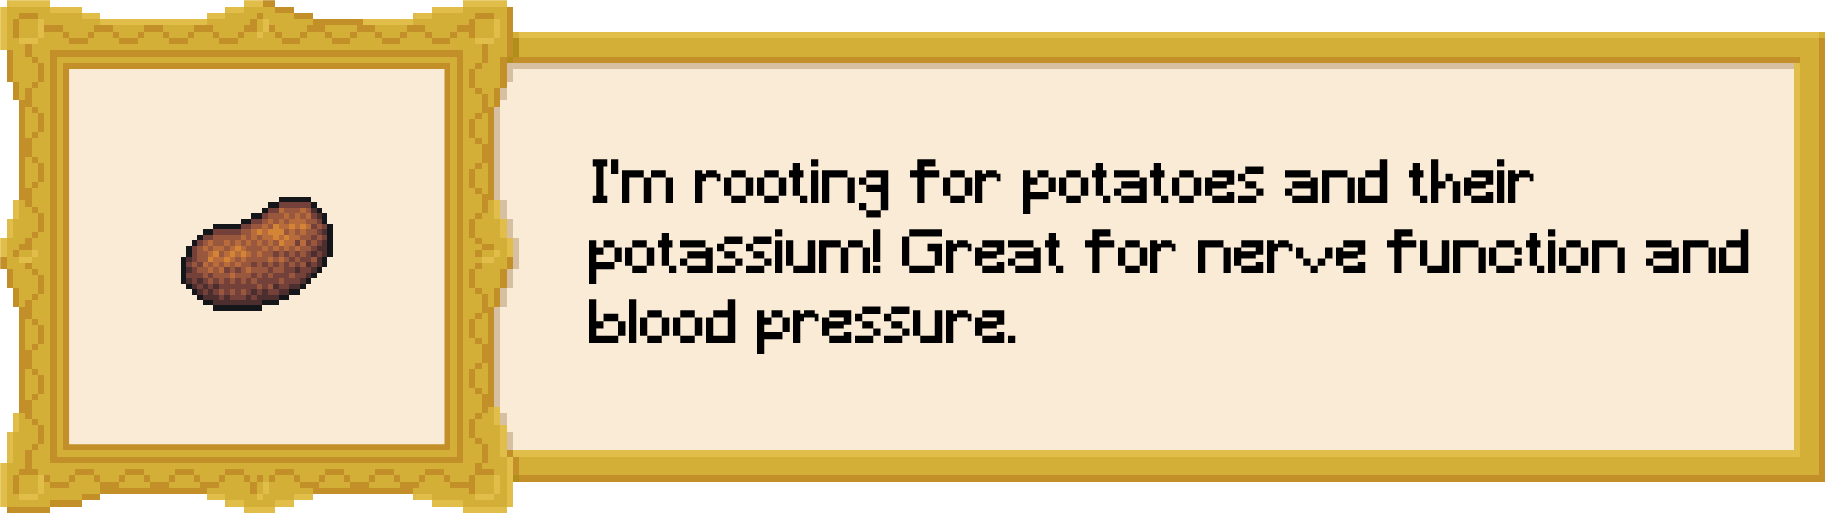 I'm rooting for potatoes and their
potassium! Great for nerve function and
blood pressure.